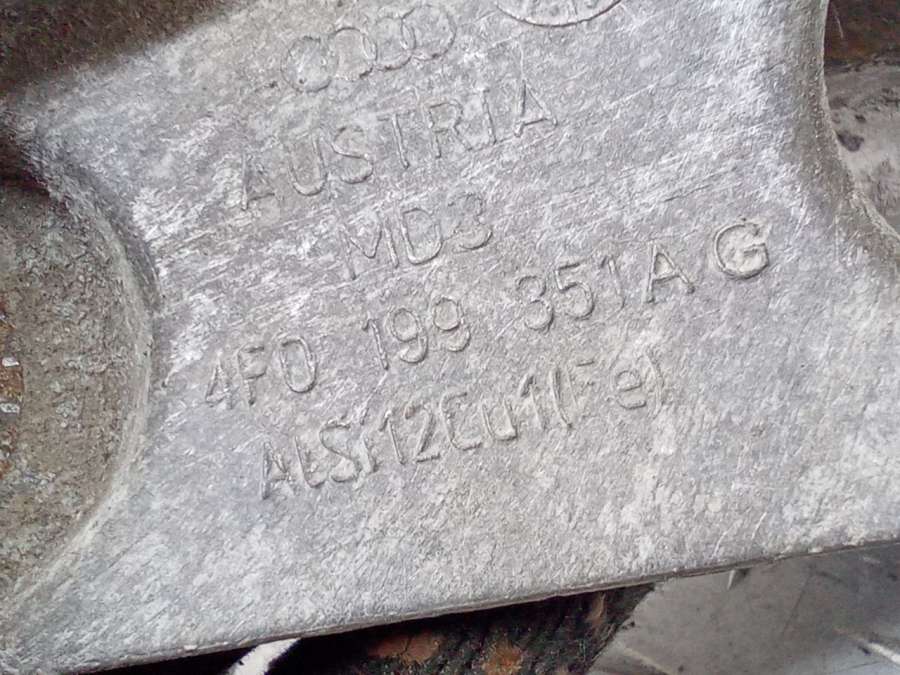 AUSTRIA
MD3
4F0 199 351A G
AlSi12Cu1(Fe)